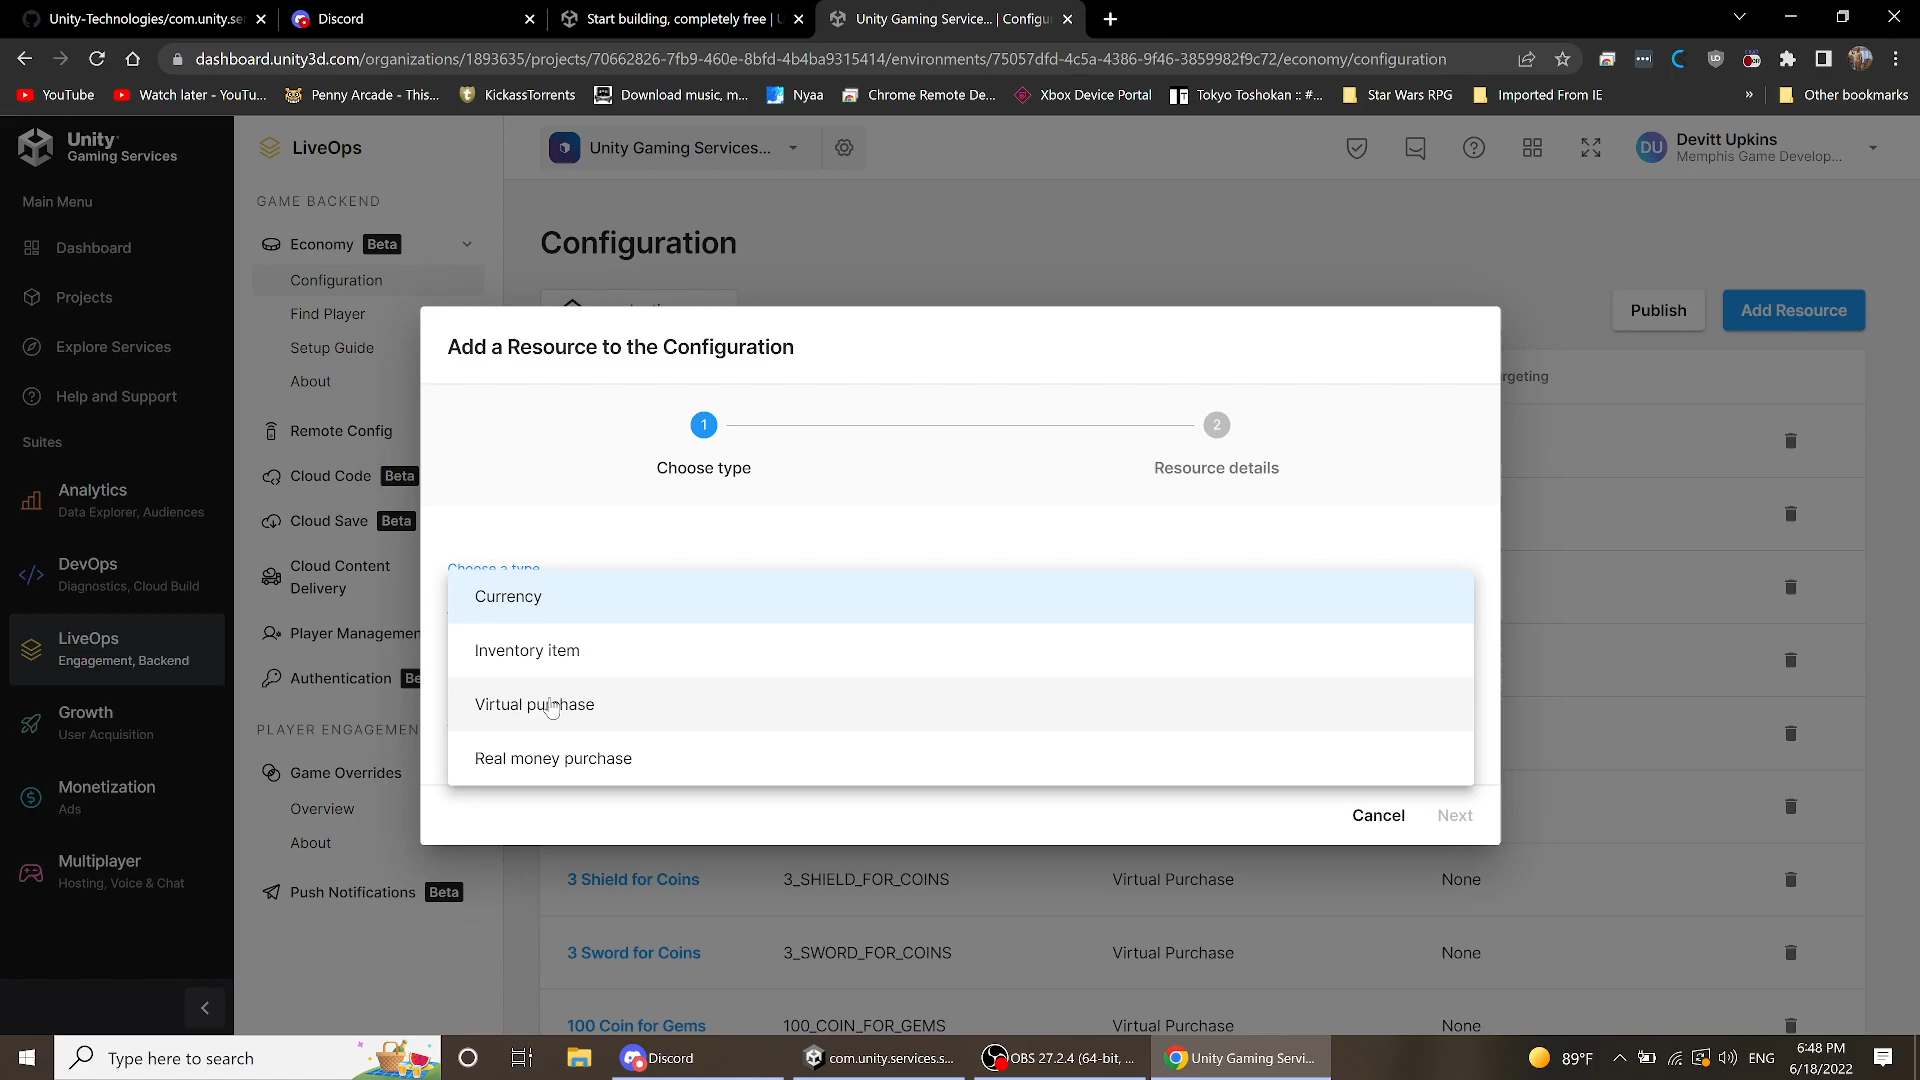 Unity-Technologies/com.unity.se
Discord
Start building, completely free |
Unity Gaming Service... | Configu
dashboard.unity3d.com/organizations/1893635/projects/70662826-7fb9-460e-8bfd-4b4ba9315414/environments/75057dfd-4c5a-4386-9f46-3859982f9c72/economy/configuration
YouTube
Watch later - YouTu...
Penny Arcade - This...
KickassTorrents
Download music, m...
Nyaa
Chrome Remote De...
Xbox Device Portal
Tokyo Toshokan :: #...
Star Wars RPG
Imported From IE
»
Other bookmarks
Unity
Gaming Services
Main Menu
Dashboard
Projects
Explore Services
Help and Support
Suites
Analytics
Data Explorer, Audiences
DevOps
Diagnostics, Cloud Build
LiveOps
Engagement, Backend
Growth
User Acquisition
Monetization
Ads
Multiplayer
Hosting, Voice & Chat
LiveOps
GAME BACKEND
Economy Beta
Configuration
Find Player
Setup Guide
About
Remote Config
Cloud Code Beta
Cloud Save Beta
Cloud Content
Delivery
Player Managemen
Authentication Be
PLAYER ENGAGEMEN
Game Overrides
Overview
About
Push Notifications Beta
Unity Gaming Services...
DU
Devitt Upkins
Memphis Game Develop...
Configuration
Publish
Add Resource
rgeting
Add a Resource to the Configuration
1
2
Choose type
Resource details
Choose a type
Currency
Inventory item
Virtual purchase
Real money purchase
Cancel
Next
3 Shield for Coins 3_SHIELD_FOR_COINS Virtual Purchase None
3 Sword for Coins 3_SWORD_FOR_COINS Virtual Purchase None
100 Coin for Gems 100_COIN_FOR_GEMS Virtual Purchase None
Type here to search
Discord
com.unity.services.s...
OBS 27.2.4 (64-bit, ...
Unity Gaming Servi...
89°F
ENG
6:48 PM
6/18/2022